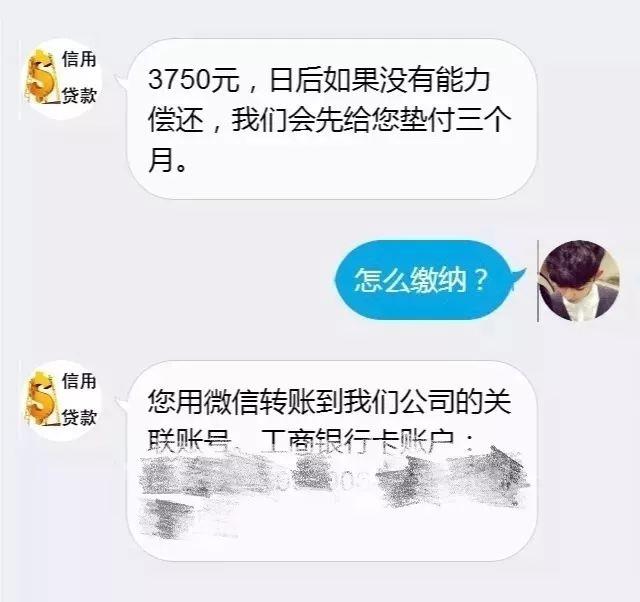 信用
贷款
3750元，日后如果没有能力
偿还，我们会先给您垫付三个
月。
怎么缴纳？
信用
贷款
您用微信转账到我们公司的关
联账号、工商银行卡账户：